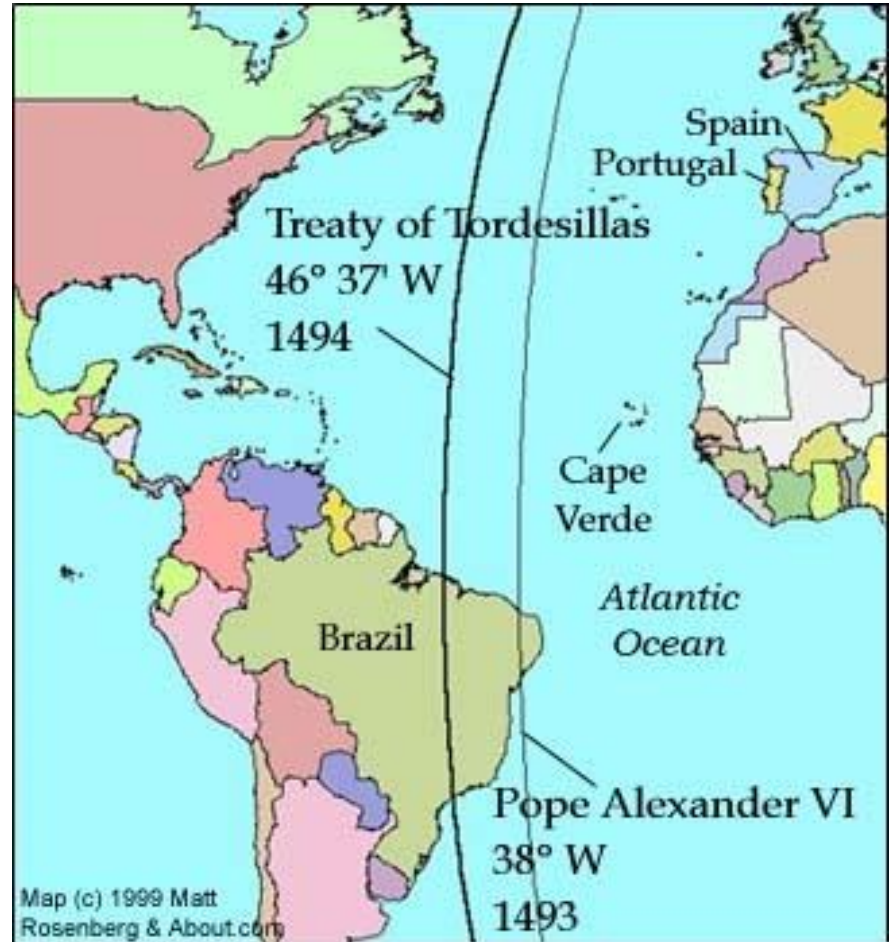 Spain
Portugal
Treaty of Tordesillas
46° 37' W
1494
Cape
Verde
Atlantic
Ocean
Brazil
Pope Alexander VI
38° W
1493
Map (c) 1999 Matt
Rosenberg & About.com